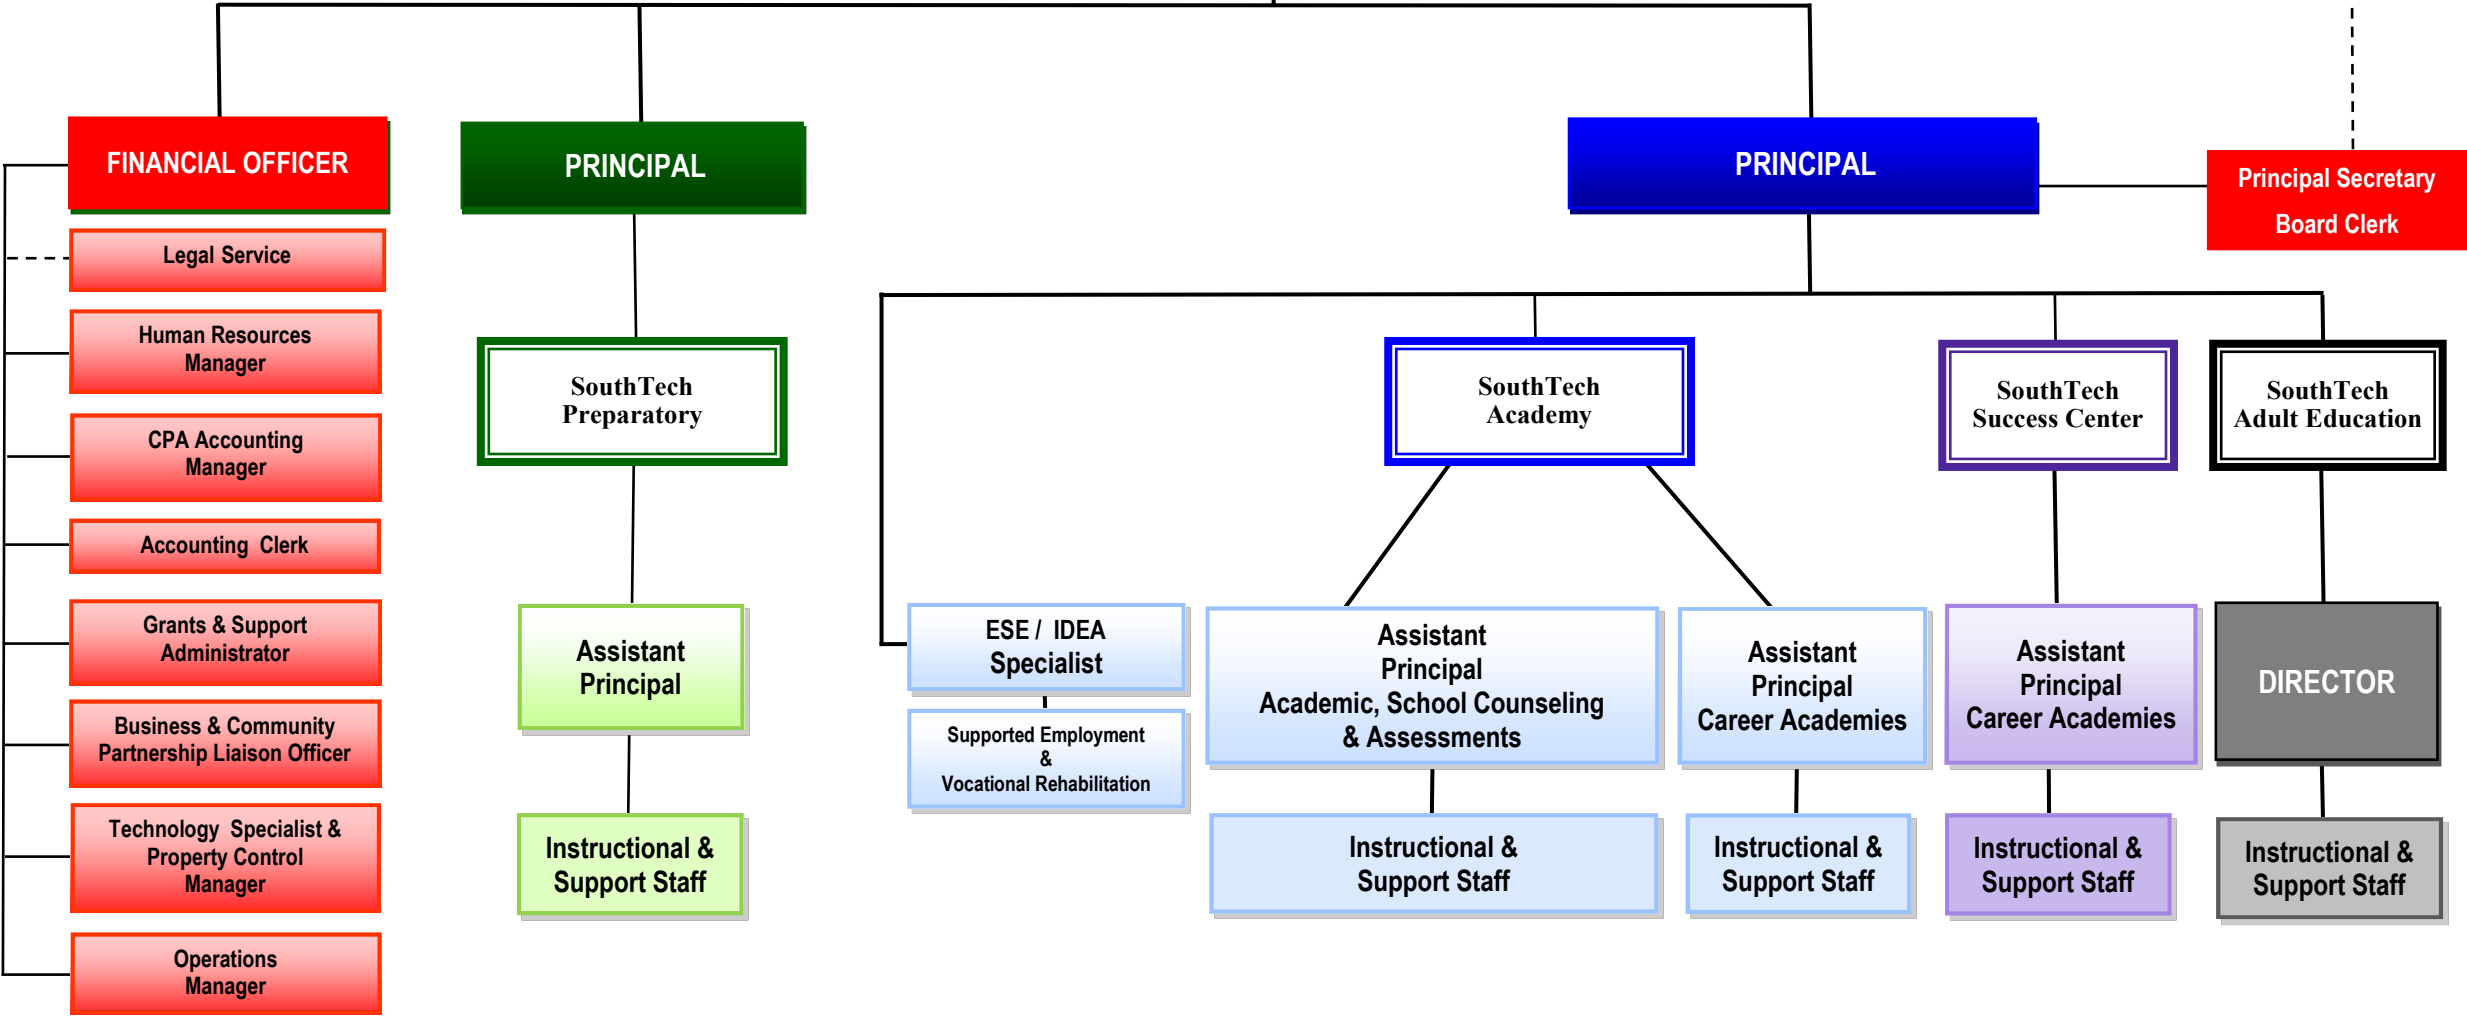 FINANCIAL OFFICER
Legal Service
Human Resources
Manager
CPA Accounting
Manager
Accounting Clerk
Grants & Support
Administrator
Business & Community
Partnership Liaison Officer
Technology Specialist &
Property Control
Manager
Operations
Manager
PRINCIPAL
SouthTech
Preparatory
Assistant
Principal
Instructional &
Support Staff
PRINCIPAL
Principal Secretary
Board Clerk
ESE / IDEA
Specialist
Supported Employment
&
Vocational Rehabilitation
SouthTech
Academy
Assistant
Principal
Academic, School Counseling
& Assessments
Instructional &
Support Staff
Assistant
Principal
Career Academies
Instructional &
Support Staff
SouthTech
Success Center
Assistant
Principal
Career Academies
Instructional &
Support Staff
SouthTech
Adult Education
DIRECTOR
Instructional &
Support Staff